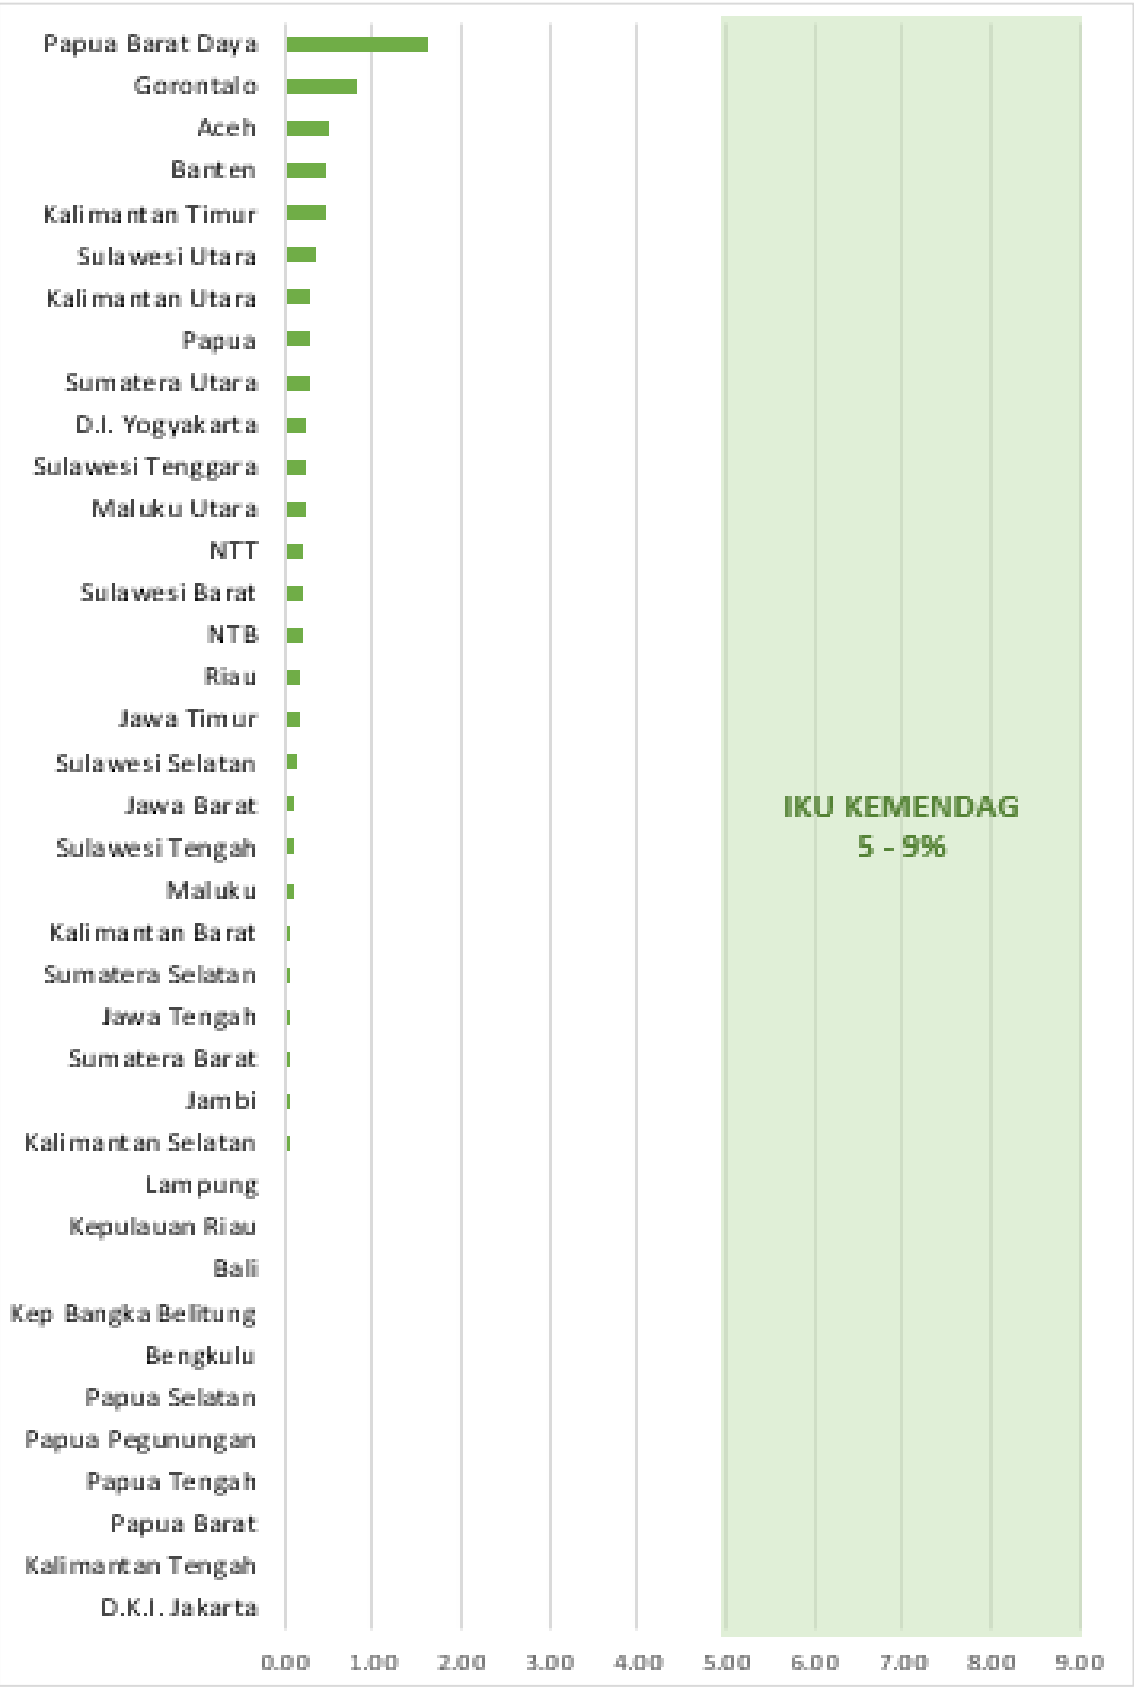 Papua Barat Daya
Gorontalo
Aceh
Banten
Kalimantan Timur
Sulawesi Utara
Kalimantan Utara
Papua
Sumatera Utara
D.I. Yogyakarta
Sulawesi Tenggara
Maluku Utara
NTT
Sulawesi Barat
NTB
Riau
Jawa Timur
Sulawesi Selatan
Jawa Barat
Sulawesi Tengah
Maluku
Kalimantan Barat
Sumatera Selatan
Jawa Tengah
Sumatera Barat
Jambi
Kalimantan Selatan
Lampung
Kepulauan Riau
Bali
Kep Bangka Belitung
Bengkulu
Papua Selatan
Papua Pegunungan
Papua Tengah
Papua Barat
Kalimantan Tengah
D.K.I. Jakarta
IKU KEMENDAG
5 - 9%
0.00 1.00 2.00 3.00 4.00 5.00 6.00 7.00 8.00 9.00